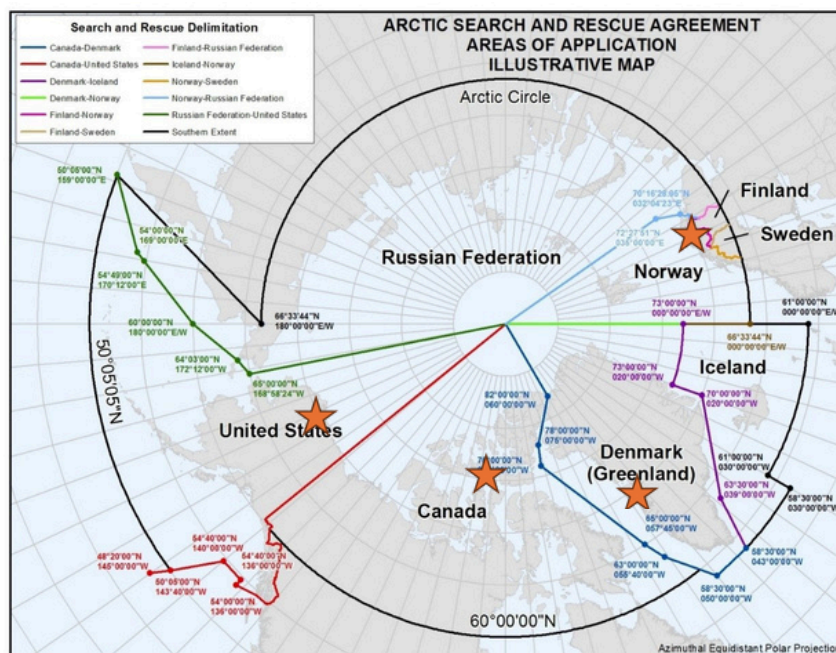 ARCTIC SEARCH AND RESCUE AGREEMENT
AREAS OF APPLICATION
ILLUSTRATIVE MAP
Search and Rescue Delimitation
Canada-Denmark
Canada-United States
Denmark-Iceland
Denmark-Norway
Finland-Norway
Finland-Sweden
Finland-Russian Federation
Iceland-Norway
Norway-Sweden
Norway-Russian Federation
Russian Federation-United States
Southern Extent
Arctic Circle
50°05'00"N
159°00'00"E
54°00'00"N
169°00'00"E
54°49'00"N
170°12'00"E
60°00'00"N
180°00'00"E/W
64°03'00"N
172°12'00"W
65°00'00"N
168°58'24"W
66°33'44"N
180°00'00"E/W
50°05'05"N
Russian Federation
032°04'23"E
Finland
Sweden
Norway
73°00'00"N
000°00'00"E/W
66°33'44"N
000°00'00"E/W
61°00'00"N
000°00'00"E/W
Iceland
73°00'00"N
020°00'00"W
70°00'00"N
020°00'00"W
82°00'00"N
060°00'00"W
78°00'00"N
075°00'00"W
United States
Canada
Denmark
(Greenland)
61°00'00"N
030°00'00"W
63°30'00"N
039°00'00"W
58°30'00"N
030°00'00"W
65°00'00"N
057°45'00"W
63°00'00"N
055°40'00"W
58°30'00"N
043°00'00"W
58°30'00"N
050°00'00"W
48°20'00"N
145°00'00"W
50°05'00"N
143°40'00"W
54°40'00"N
140°00'00"W
54°40'00"N
136°00'00"W
54°00'00"N
136°00'00"W
60°00'00"N
Azimuthal Equidistant Polar Projection